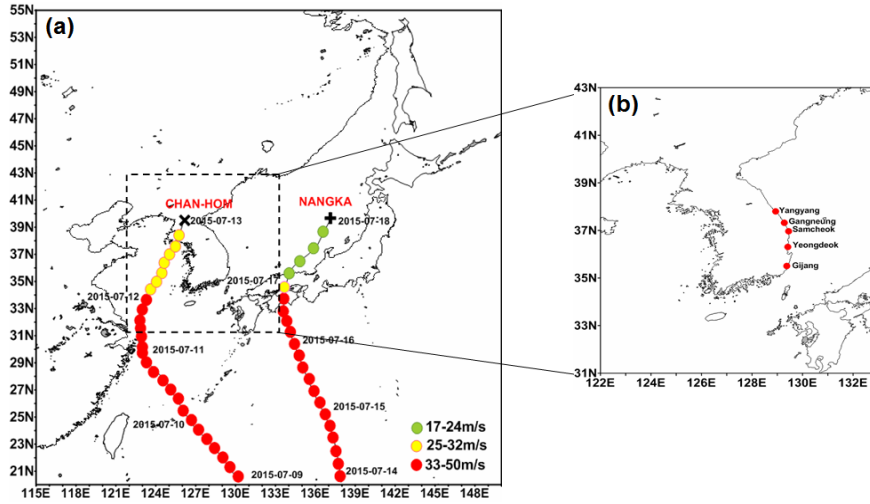 (a)
55N
53N
51N
49N
47N
45N
43N
41N
39N
37N
35N
33N
31N
29N
27N
25N
23N
21N
115E 118E 121E 124E 127E 130E 133E 136E 139E 142E 145E 148E
CHAN-HOM
2015-07-13
NANGKA
2015-07-18
2015-07-17
2015-07-12
2015-07-16
2015-07-11
2015-07-15
2015-07-10
2015-07-14
2015-07-09
17-24m/s
25-32m/s
33-50m/s
(b)
43N
41N
39N
37N
35N
33N
31N
122E 124E 126E 128E 130E 132E
Yangyang
Gangneung
Samcheok
Yeongdeok
Gijang